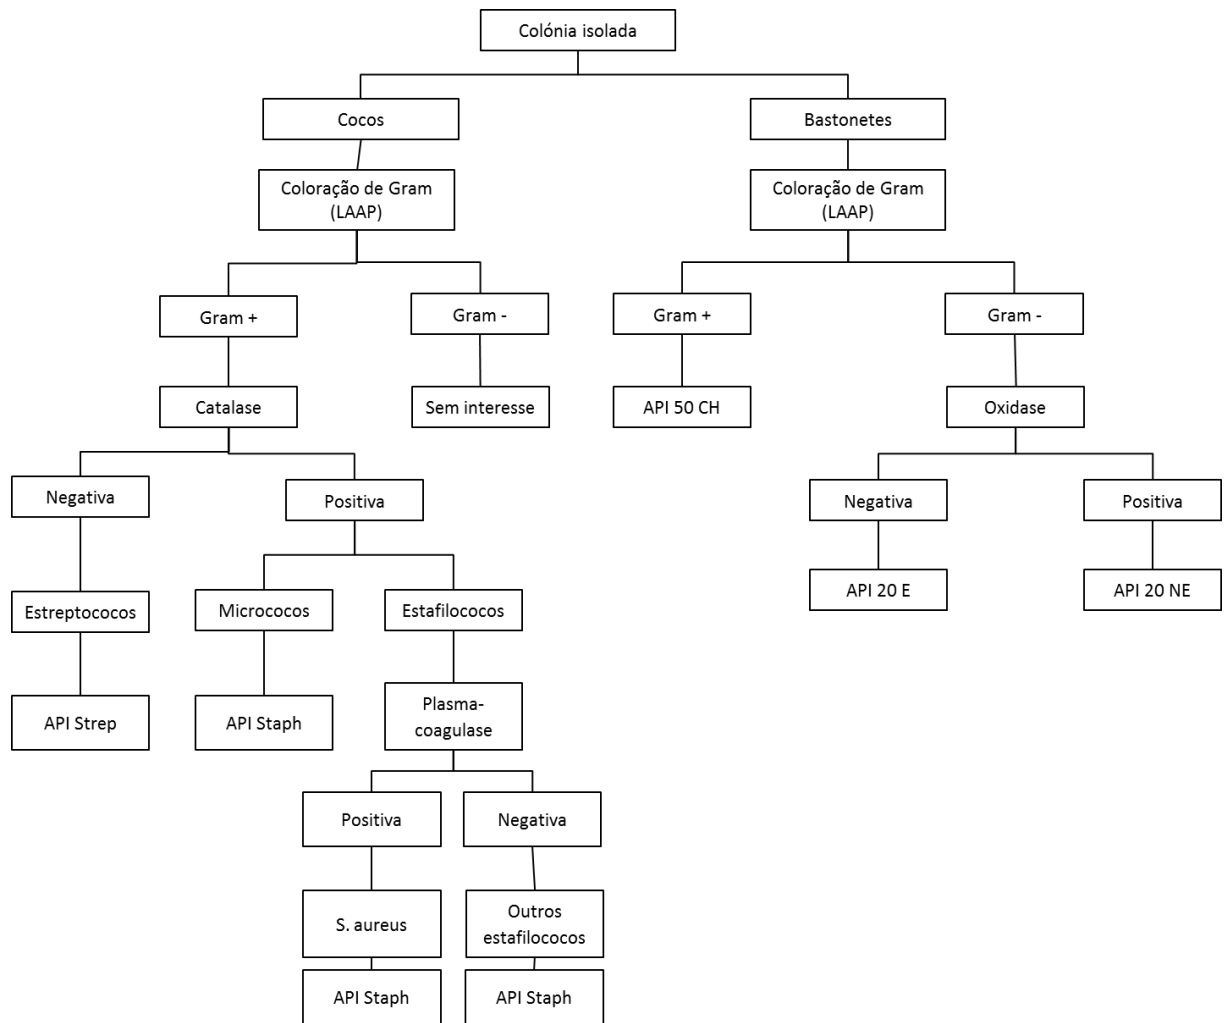 Colónia isolada
Cocos
Bastonetes
Coloração de Gram
(LAAP)
Coloração de Gram
(LAAP)
Gram +
Gram -
Gram +
Gram -
Catalase
Sem interesse
API 50 CH
Oxidase
Negativa
Positiva
Negativa
Positiva
Estreptococos
Micrococos
Estafilococos
API 20 E
API 20 NE
API Strep
API Staph
Plasma-
coagulase
Positiva
Negativa
S. aureus
Outros
estafilococos
API Staph
API Staph